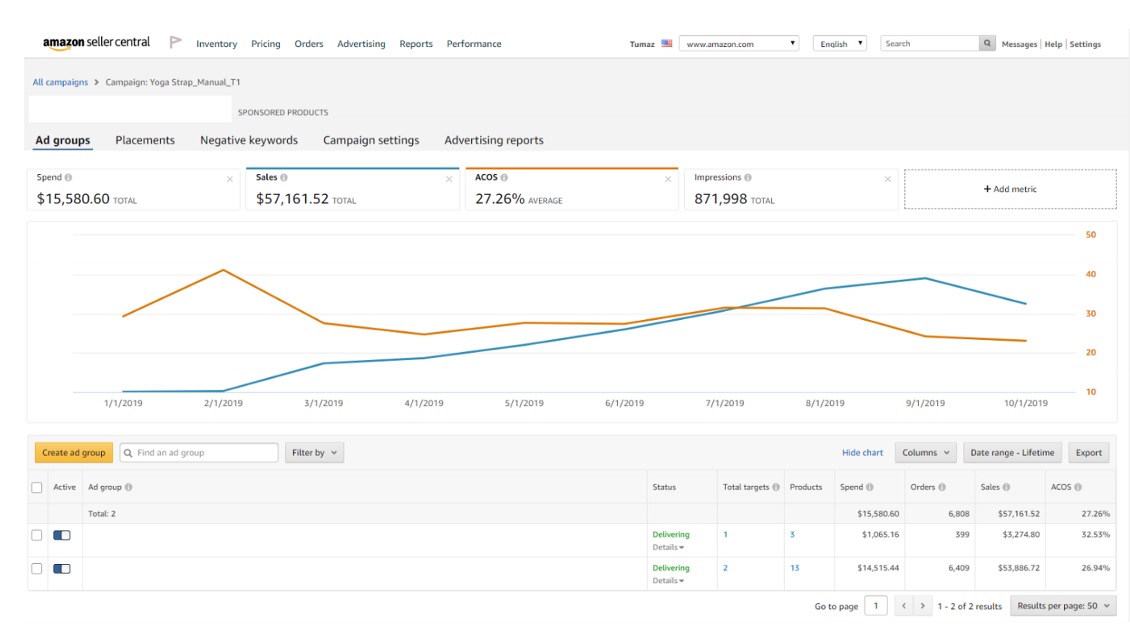 amazon seller central Inventory Pricing Orders Advertising Reports Performance Tumaz www.amazon.com English Search Messages | Help | Settings
All campaigns > Campaign: Yoga Strap_Manual_T1
SPONSORED PRODUCTS
Ad groups Placements Negative keywords Campaign settings Advertising reports
Spend Sales ACOS Impressions
$15,580.60 TOTAL $57,161.52 TOTAL 27.26% AVERAGE 871,998 TOTAL + Add metric
50
40
30
20
10
1/1/2019 2/1/2019 3/1/2019 4/1/2019 5/1/2019 6/1/2019 7/1/2019 8/1/2019 9/1/2019 10/1/2019
Create ad group Find an ad group Filter by Hide chart Columns Date range - Lifetime Export
Active Ad group Status Total targets Products Spend Orders Sales ACOS
Total: 2 $15,580.60 6,808 $57,161.52 27.26%
Delivering 1 3 $1,065.16 399 $3,274.80 32.53%
Details
Delivering 2 13 $14,515.44 6,409 $53,886.72 26.94%
Details
Go to page 1 < > 1 - 2 of 2 results Results per page: 50